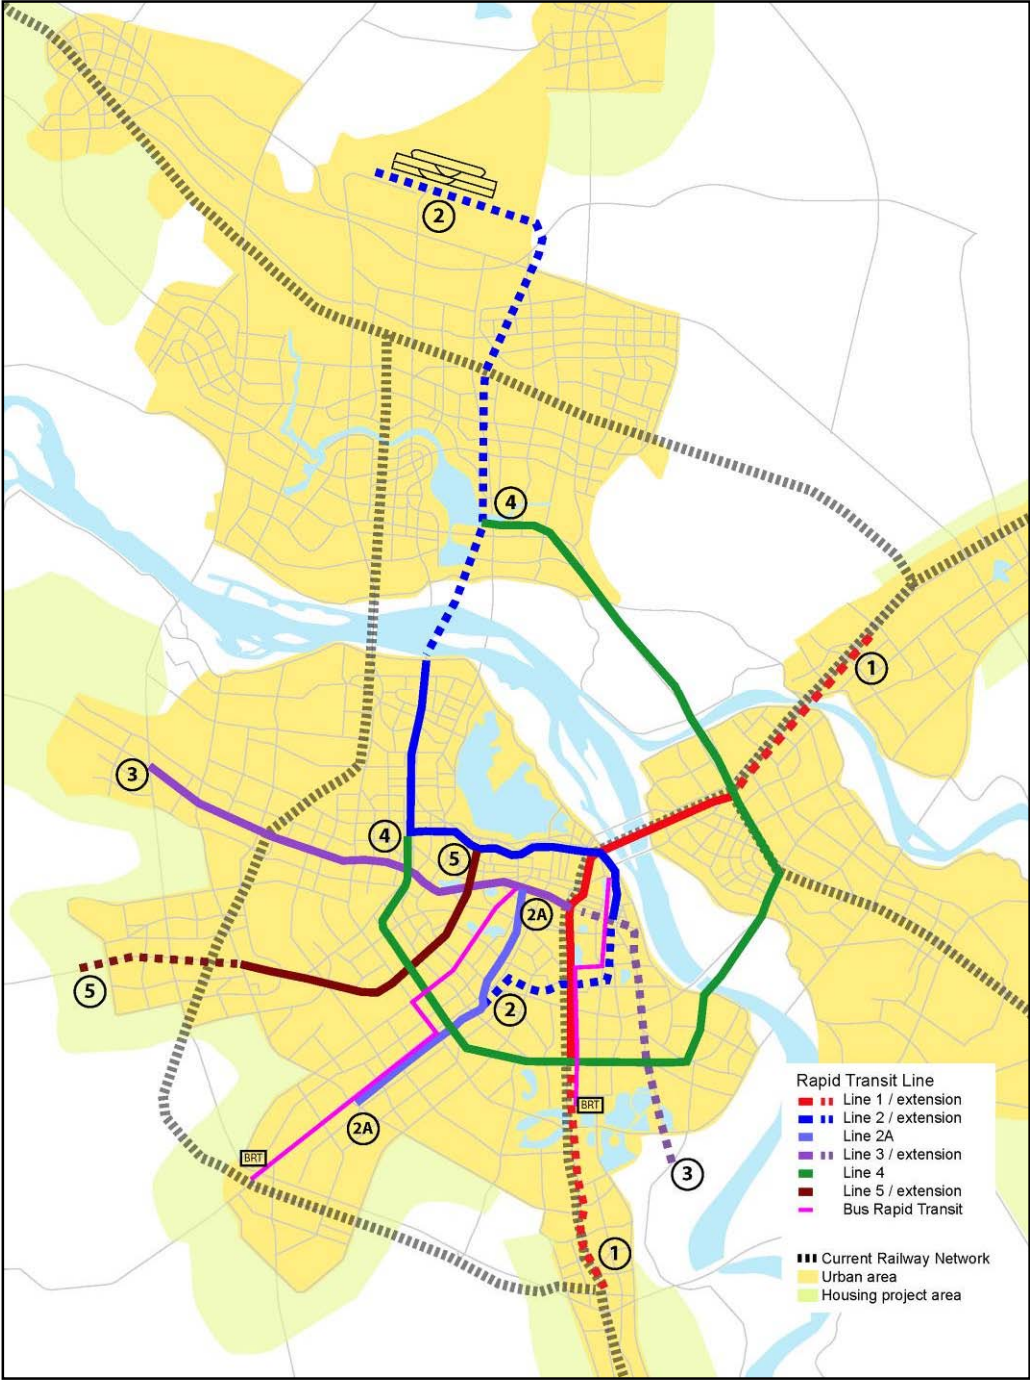 2
4
1
3
4
5
2A
5
2
2A
BRT
BRT
3
1
Rapid Transit Line
Line 1 / extension
Line 2 / extension
Line 2A
Line 3 / extension
Line 4
Line 5 / extension
Bus Rapid Transit
Current Railway Network
Urban area
Housing project area